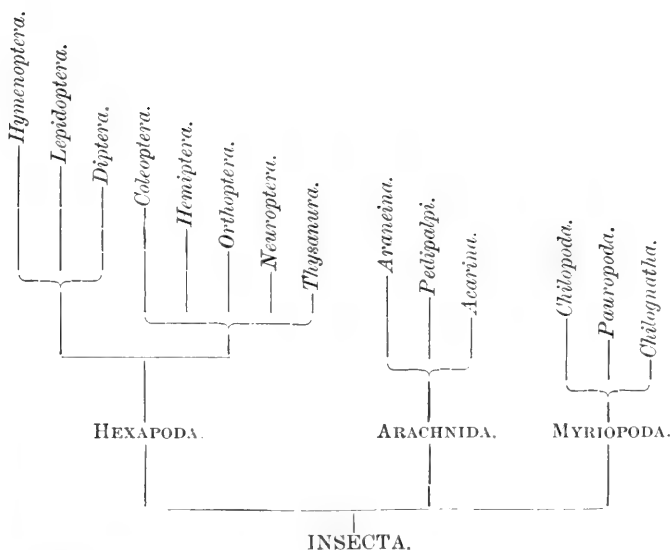 Hymenoptera.
Lepidoptera.
Diptera.
Coleoptera.
Hemiptera.
Orthoptera.
Neuroptera.
Thysanura.
Araneina.
Pedipalpi.
Acarina.
Chilopoda.
Pauropoda.
Chilognatha.
HEXAPODA.
ARACHNIDA.
MYRIOPODA.
INSECTA.